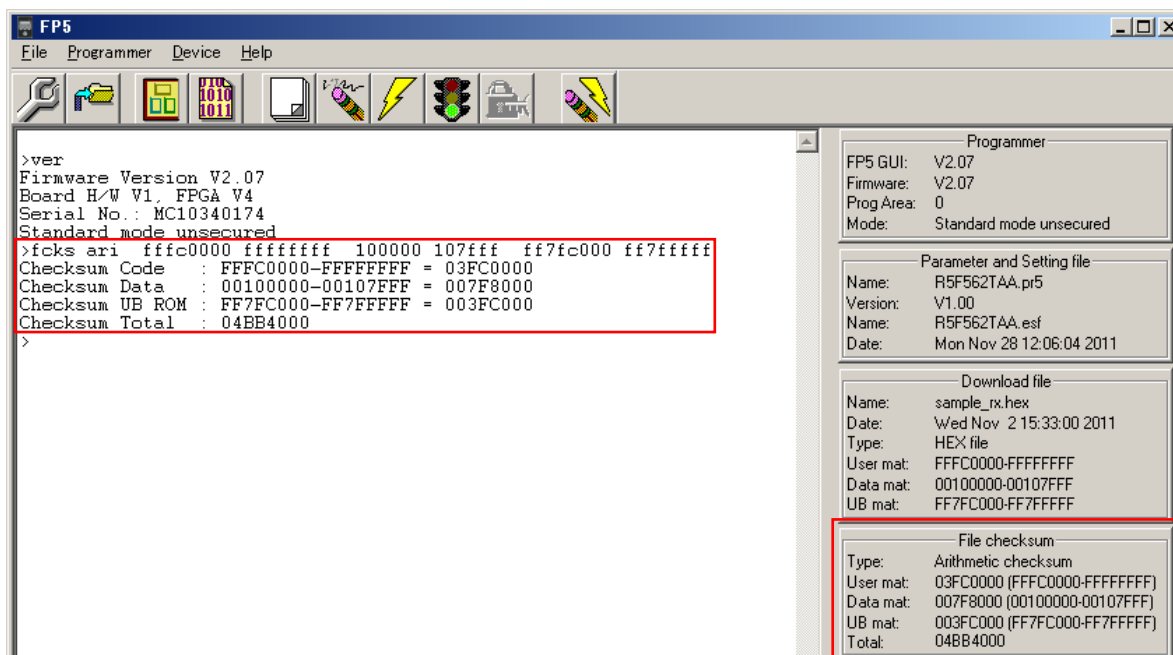 FP5
File Programmer Device Help
>ver
Firmware Version V2.07
Board H/W V1, FPGA V4
Serial No.: MC10340174
Standard mode unsecured
>fcks ari  fffc0000 ffffffff  100000 107fff  ff7fc000 ff7fffff
Checksum Code   : FFFC0000-FFFFFFFF = 03FC0000
Checksum Data   : 00100000-00107FFF = 007F8000
Checksum UB ROM : FF7FC000-FF7FFFFF = 003FC000
Checksum Total  : 04BB4000
>
Programmer
FP5 GUI: V2.07
Firmware: V2.07
Prog Area: 0
Mode: Standard mode unsecured
Parameter and Setting file
Name: R5F562TAA.pr5
Version: V1.00
Name: R5F562TAA.esf
Date: Mon Nov 28 12:06:04 2011
Download file
Name: sample_rx.hex
Date: Wed Nov  2 15:33:00 2011
Type: HEX file
User mat: FFFC0000-FFFFFFFF
Data mat: 00100000-00107FFF
UB mat: FF7FC000-FF7FFFFF
File checksum
Type: Arithmetic checksum
User mat: 03FC0000 (FFFC0000-FFFFFFFF)
Data mat: 007F8000 (00100000-00107FFF)
UB mat: 003FC000 (FF7FC000-FF7FFFFF)
Total: 04BB4000